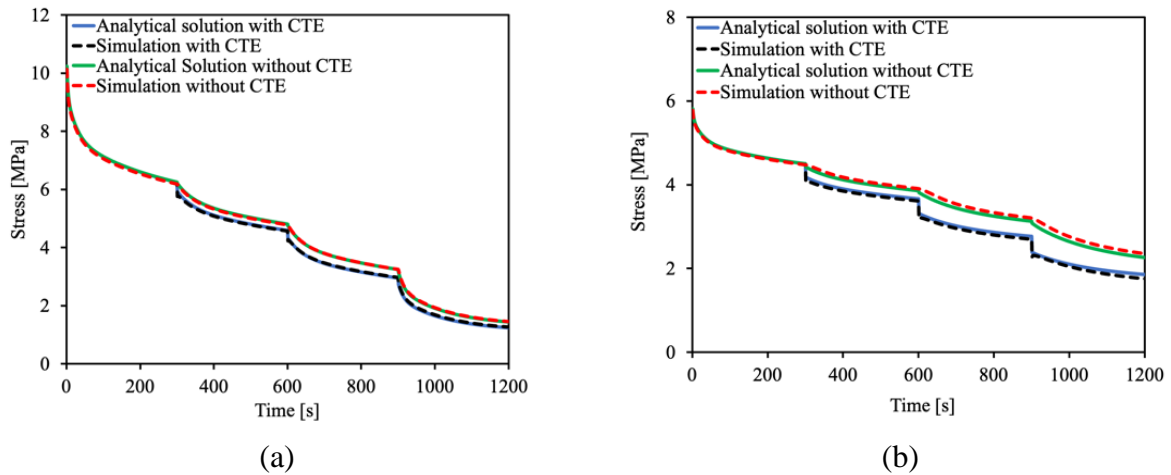 12
10
8
6
4
2
0
Stress [MPa]
Analytical solution with CTE
Simulation with CTE
Analytical Solution without CTE
Simulation without CTE
0 200 400 600 800 1000 1200
Time [s]
(a)
8
6
4
2
0
Stress [MPa]
Analytical solution with CTE
Simulation with CTE
Analytical solution without CTE
Simulation without CTE
0 200 400 600 800 1000 1200
Time [s]
(b)